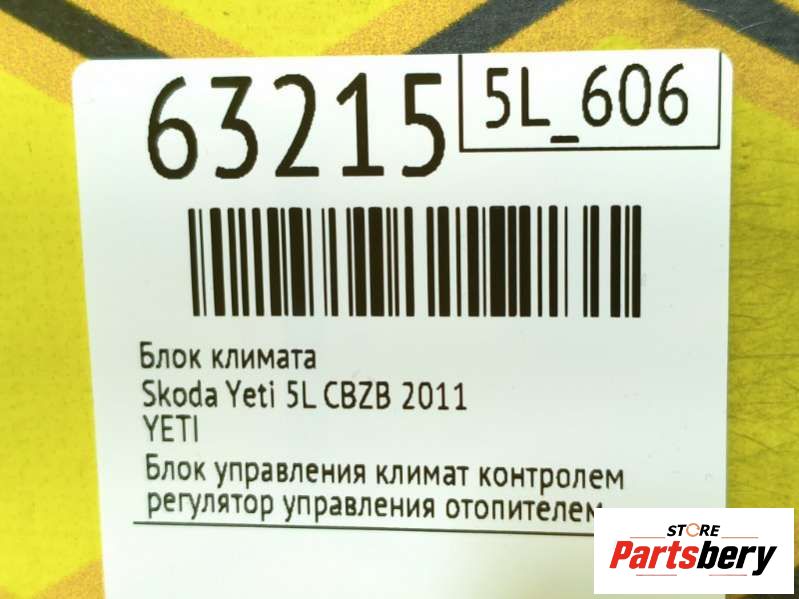 63215
5L_606
Блок климата
Skoda Yeti 5L CBZB 2011
YETI
Блок управления климат контролем
регулятор управления отопителем
STORE
Partsbery